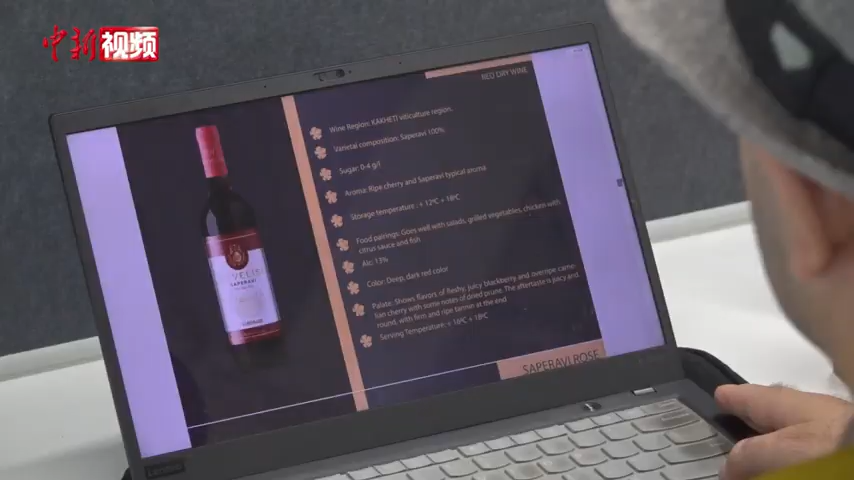 中新视频
RED DRY WINE
Wine Region: KAKHETI viticulture region.
Varietal composition: Saperavi 100%
Sugar: 0-4 g/l
Aroma: Ripe cherry and Saperavi typical aroma
Storage temperature : + 12ºC + 18ºC
Food pairings: Goes well with salads, grilled vegetables, chicken with
citrus sauce and fish
Alc: 13%
Color: Deep, dark red color
Palate: Shows flavors of fleshy, juicy blackberry and overripe carne-
lian cherry with some notes of dried prune. The aftertaste is juicy and
round, with firm and ripe tannin at the end
Serving Temperature: + 16ºC + 18ºC
SAPERAVI
SAPERAVI ROSE
Lenovo